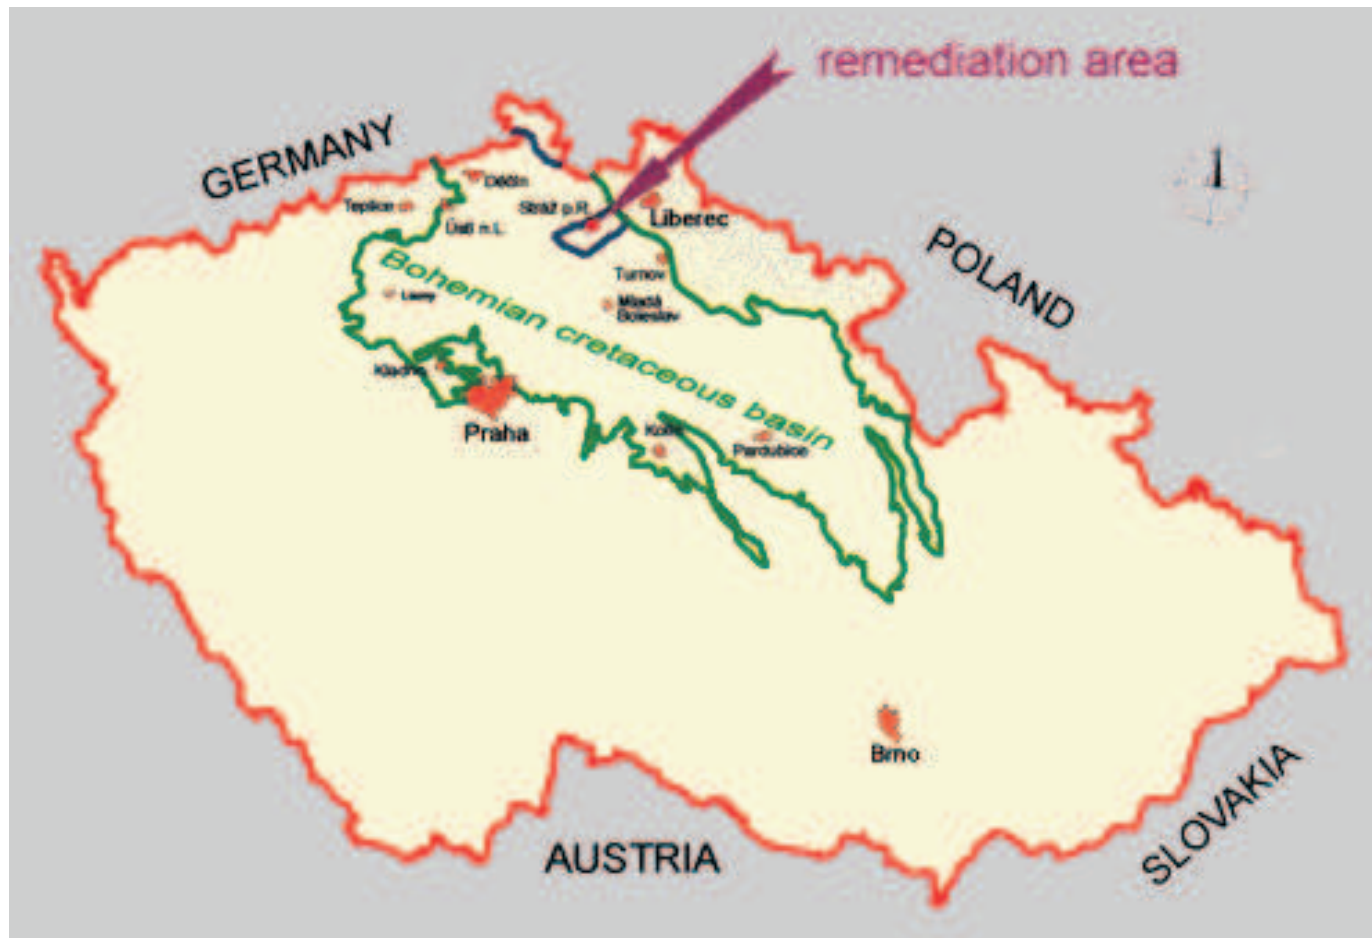 remediation area
GERMANY
Děčín
Teplice
Stráž p.R.
Liberec
Ústí n.L.
POLAND
Turnov
Bohemian cretaceous basin
Louny
Mladá
Boleslav
Kladno
Praha
Kolín
Pardubice
Brno
AUSTRIA
SLOVAKIA